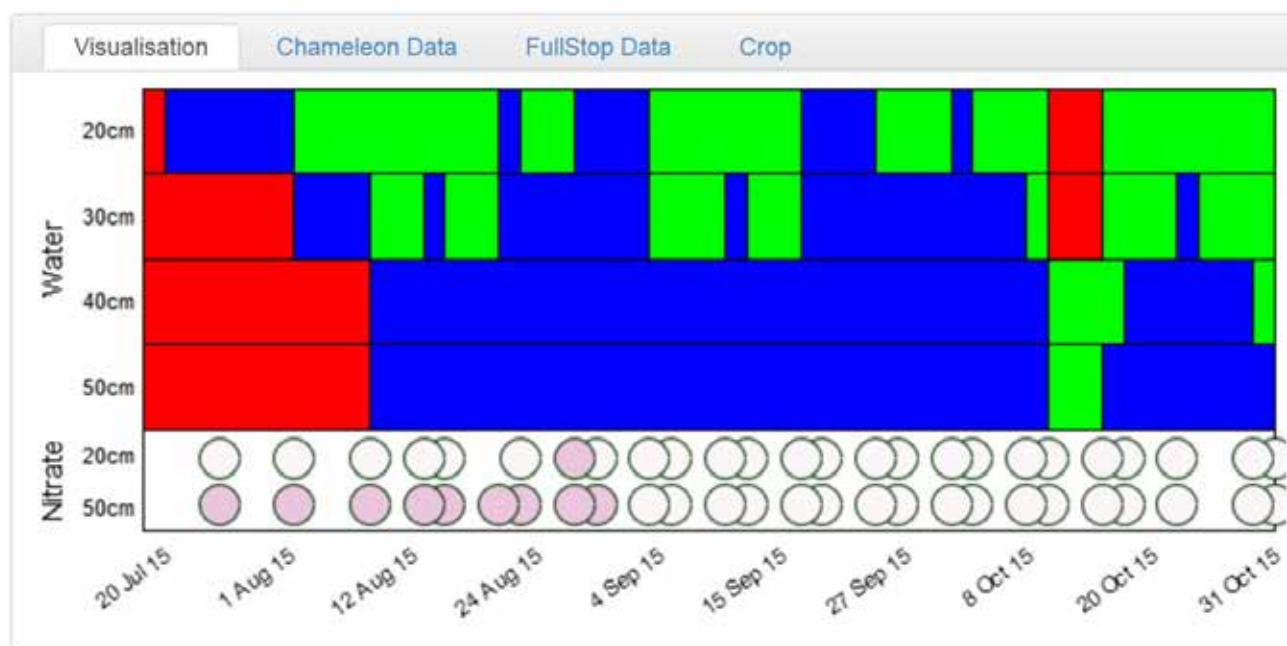 Visualisation Chameleon Data FullStop Data Crop
Water
20cm
30cm
40cm
50cm
Nitrate
20cm
50cm
20 Jul 15 1 Aug 15 12 Aug 15 24 Aug 15 4 Sep 15 15 Sep 15 27 Sep 15 8 Oct 15 20 Oct 15 31 Oct 15